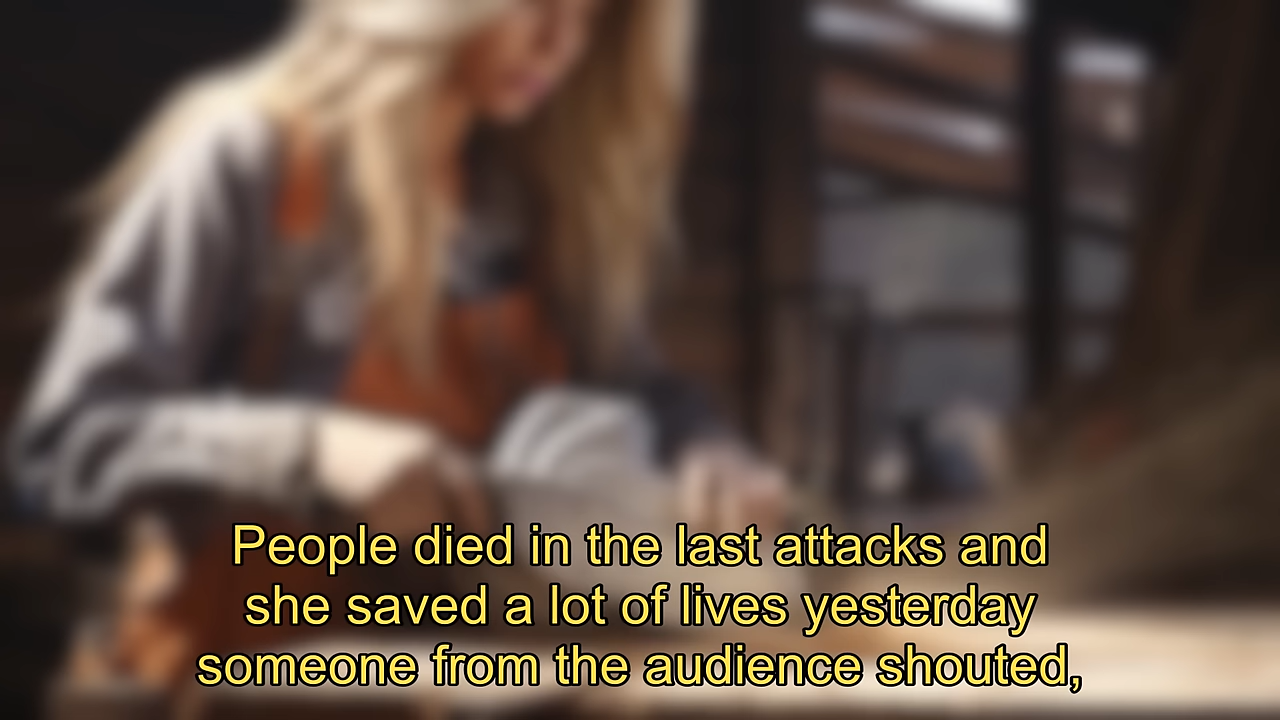 People died in the last attacks and
she saved a lot of lives yesterday
someone from the audience shouted,